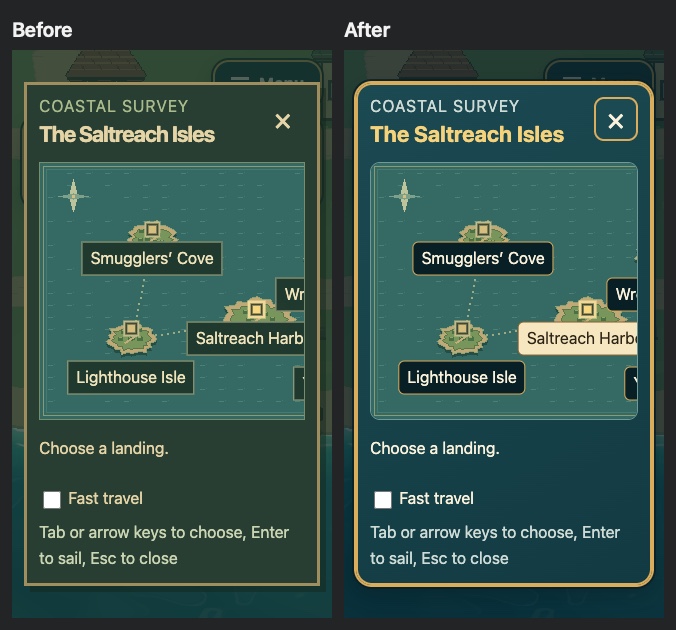 Before
After
Menu
COASTAL SURVEY
The Saltreach Isles
×
Smugglers’ Cove
Saltreach Harb
Lighthouse Isle
Choose a landing.
Fast travel
Tab or arrow keys to choose, Enter
to sail, Esc to close
COASTAL SURVEY
The Saltreach Isles
×
Smugglers’ Cove
Saltreach Harb
Lighthouse Isle
Choose a landing.
Fast travel
Tab or arrow keys to choose, Enter
to sail, Esc to close